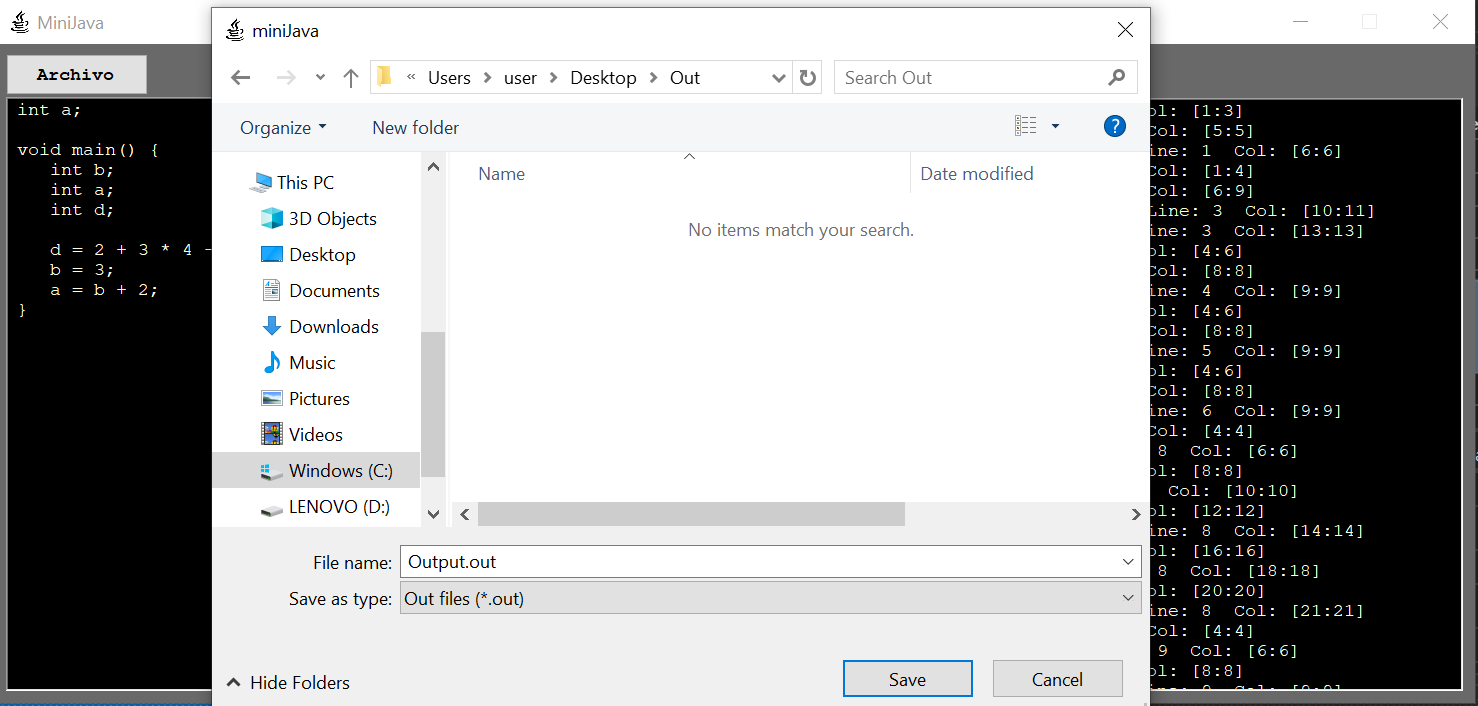 MiniJava
Archivo
int a;
void main() {
int b;
int a;
int d;
d = 2 + 3 * 4 -
b = 3;
a = b + 2;
}
miniJava
« Users > user > Desktop > Out
Search Out
Organize
New folder
?
This PC
3D Objects
Desktop
Documents
Downloads
Music
Pictures
Videos
Windows (C:)
LENOVO (D:)
Name
Date modified
No items match your search.
File name: Output.out
Save as type: Out files (*.out)
Hide Folders
Save
Cancel
ol: [1:3]
Col: [5:5]
ine: 1 Col: [6:6]
Col: [1:4]
Col: [6:9]
Line: 3 Col: [10:11]
ine: 3 Col: [13:13]
ol: [4:6]
Col: [8:8]
ine: 4 Col: [9:9]
ol: [4:6]
Col: [8:8]
ine: 5 Col: [9:9]
ol: [4:6]
Col: [8:8]
ine: 6 Col: [9:9]
Col: [4:4]
8 Col: [6:6]
ol: [8:8]
Col: [10:10]
ol: [12:12]
ine: 8 Col: [14:14]
ol: [16:16]
8 Col: [18:18]
ol: [20:20]
ine: 8 Col: [21:21]
Col: [4:4]
9 Col: [6:6]
ol: [8:8]
ine: 9 Col: [9:9]